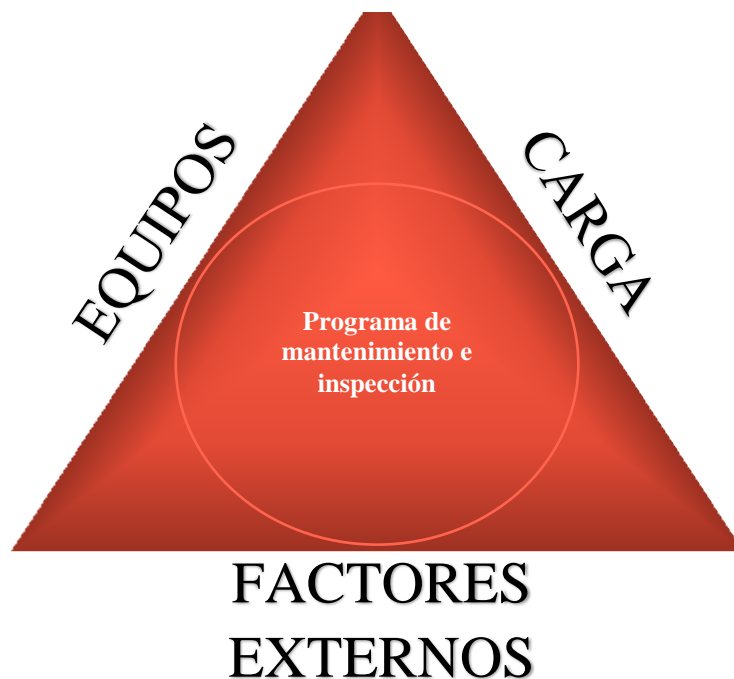 EQUIPOS
CARGA
Programa de
mantenimiento e
inspección
FACTORES
EXTERNOS